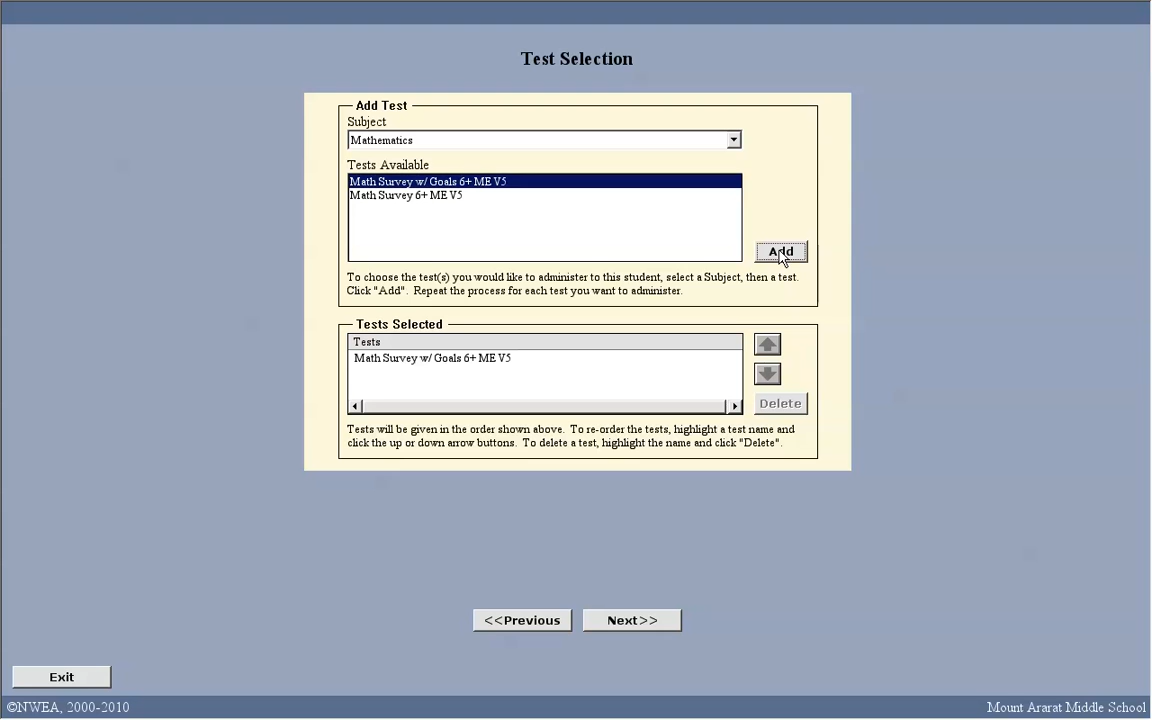 Test Selection
Add Test
Subject
Mathematics
Tests Available
Math Survey w/ Goals 6+ ME V5
Math Survey 6+ ME V5
Add
To choose the test(s) you would like to administer to this student, select a Subject, then a test.
Click "Add".  Repeat the process for each test you want to administer.
Tests Selected
Tests
Math Survey w/ Goals 6+ ME V5
Delete
Tests will be given in the order shown above.  To re-order the tests, highlight a test name and
click the up or down arrow buttons.  To delete a test, highlight the name and click "Delete".
<<Previous
Next>>
Exit
©NWEA, 2000-2010
Mount Ararat Middle School